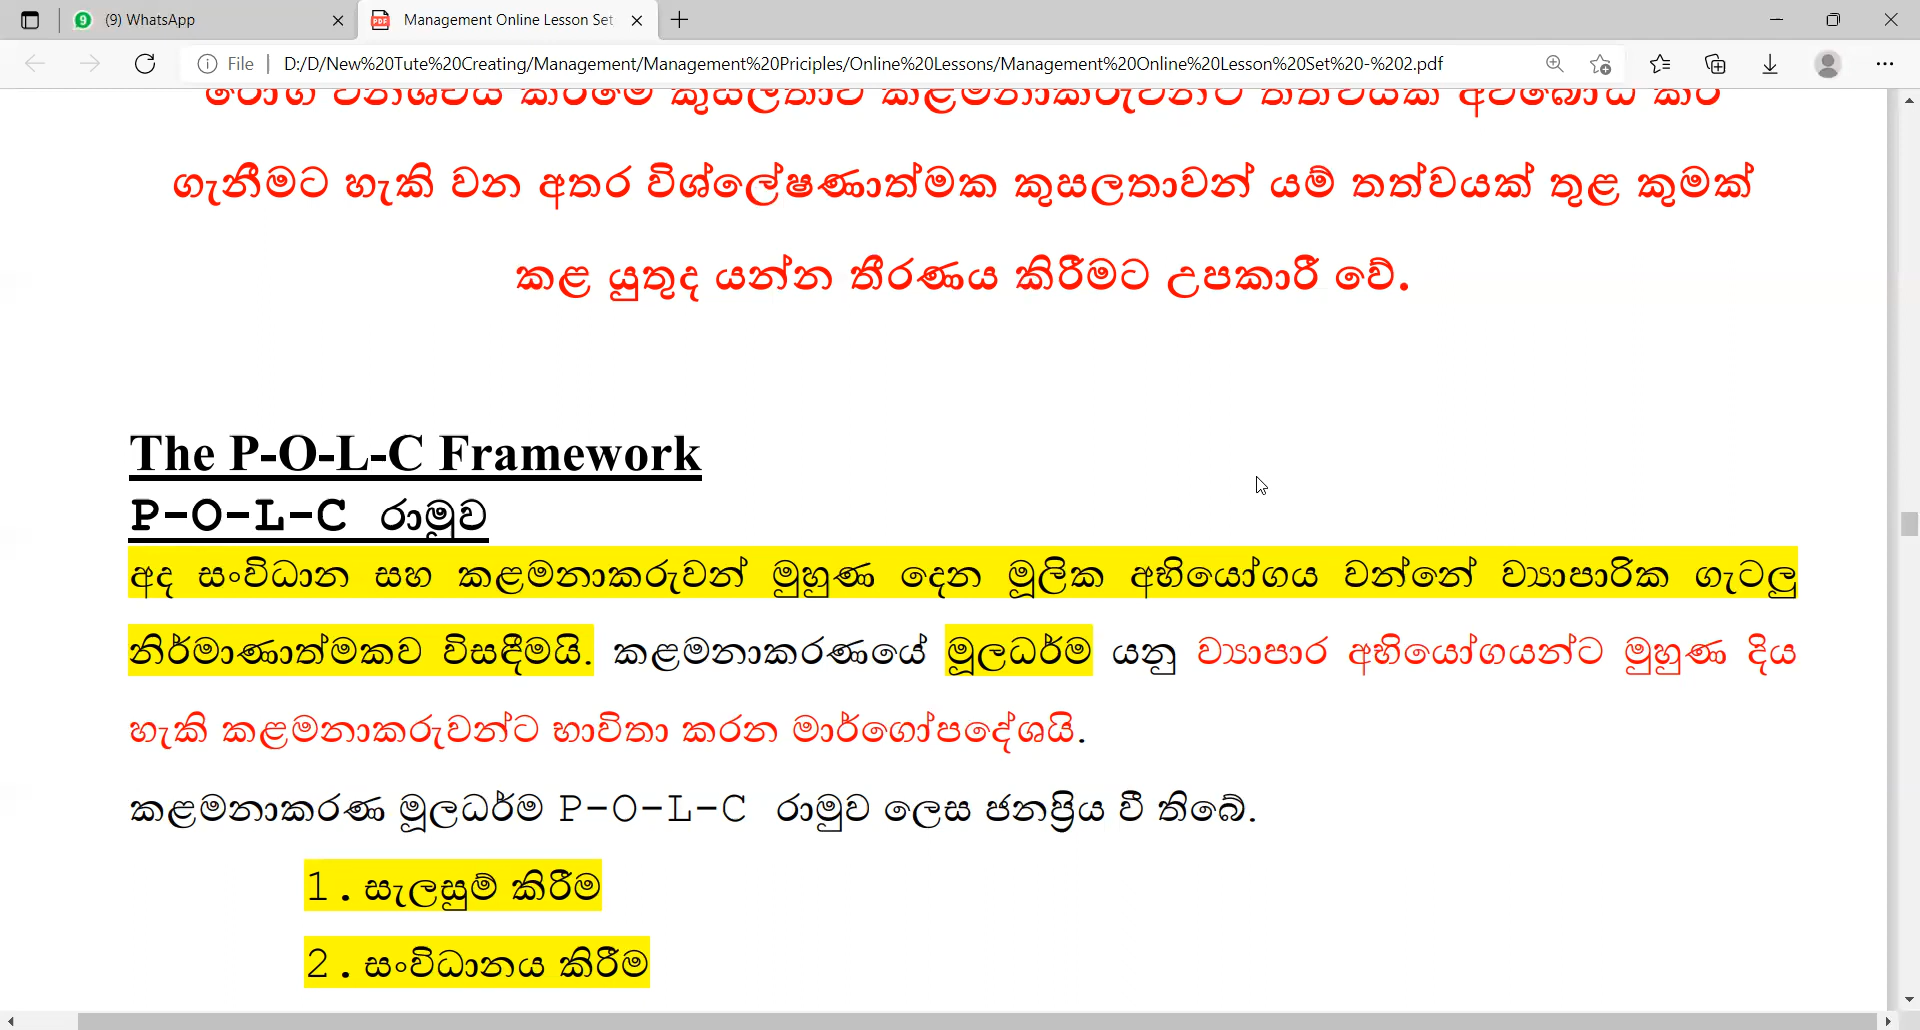 (9) WhatsApp
Management Online Lesson Set
File
D:/D/New%20Tute%20Creating/Management/Management%20Priciples/Online%20Lessons/Management%20Online%20Lesson%20Set%20-%202.pdf
ගැනීමට හැකි වන අතර විශ්ලේෂණාත්මක කුසලතාවන් යම් තත්වයක් තුළ කුමක්
කළ යුතුද යන්න තීරණය කිරීමට උපකාරී වේ.
The P-O-L-C Framework
P-O-L-C රාමුව
අද සංවිධාන සහ කළමනාකරුවන් මුහුණ දෙන මූලික අභියෝගය වන්නේ ව්‍යාපාරික ගැටලු
නිර්මාණාත්මකව විසඳීමයි. කළමනාකරණයේ මූලධර්ම යනු ව්‍යාපාර අභියෝගයන්ට මුහුණ දිය
හැකි කළමනාකරුවන්ට භාවිතා කරන මාර්ගෝපදේශයි.
කළමනාකරණ මූලධර්ම P-O-L-C රාමුව ලෙස ජනප්‍රිය වී තිබේ.
1. සැලසුම් කිරීම
2. සංවිධානය කිරීම